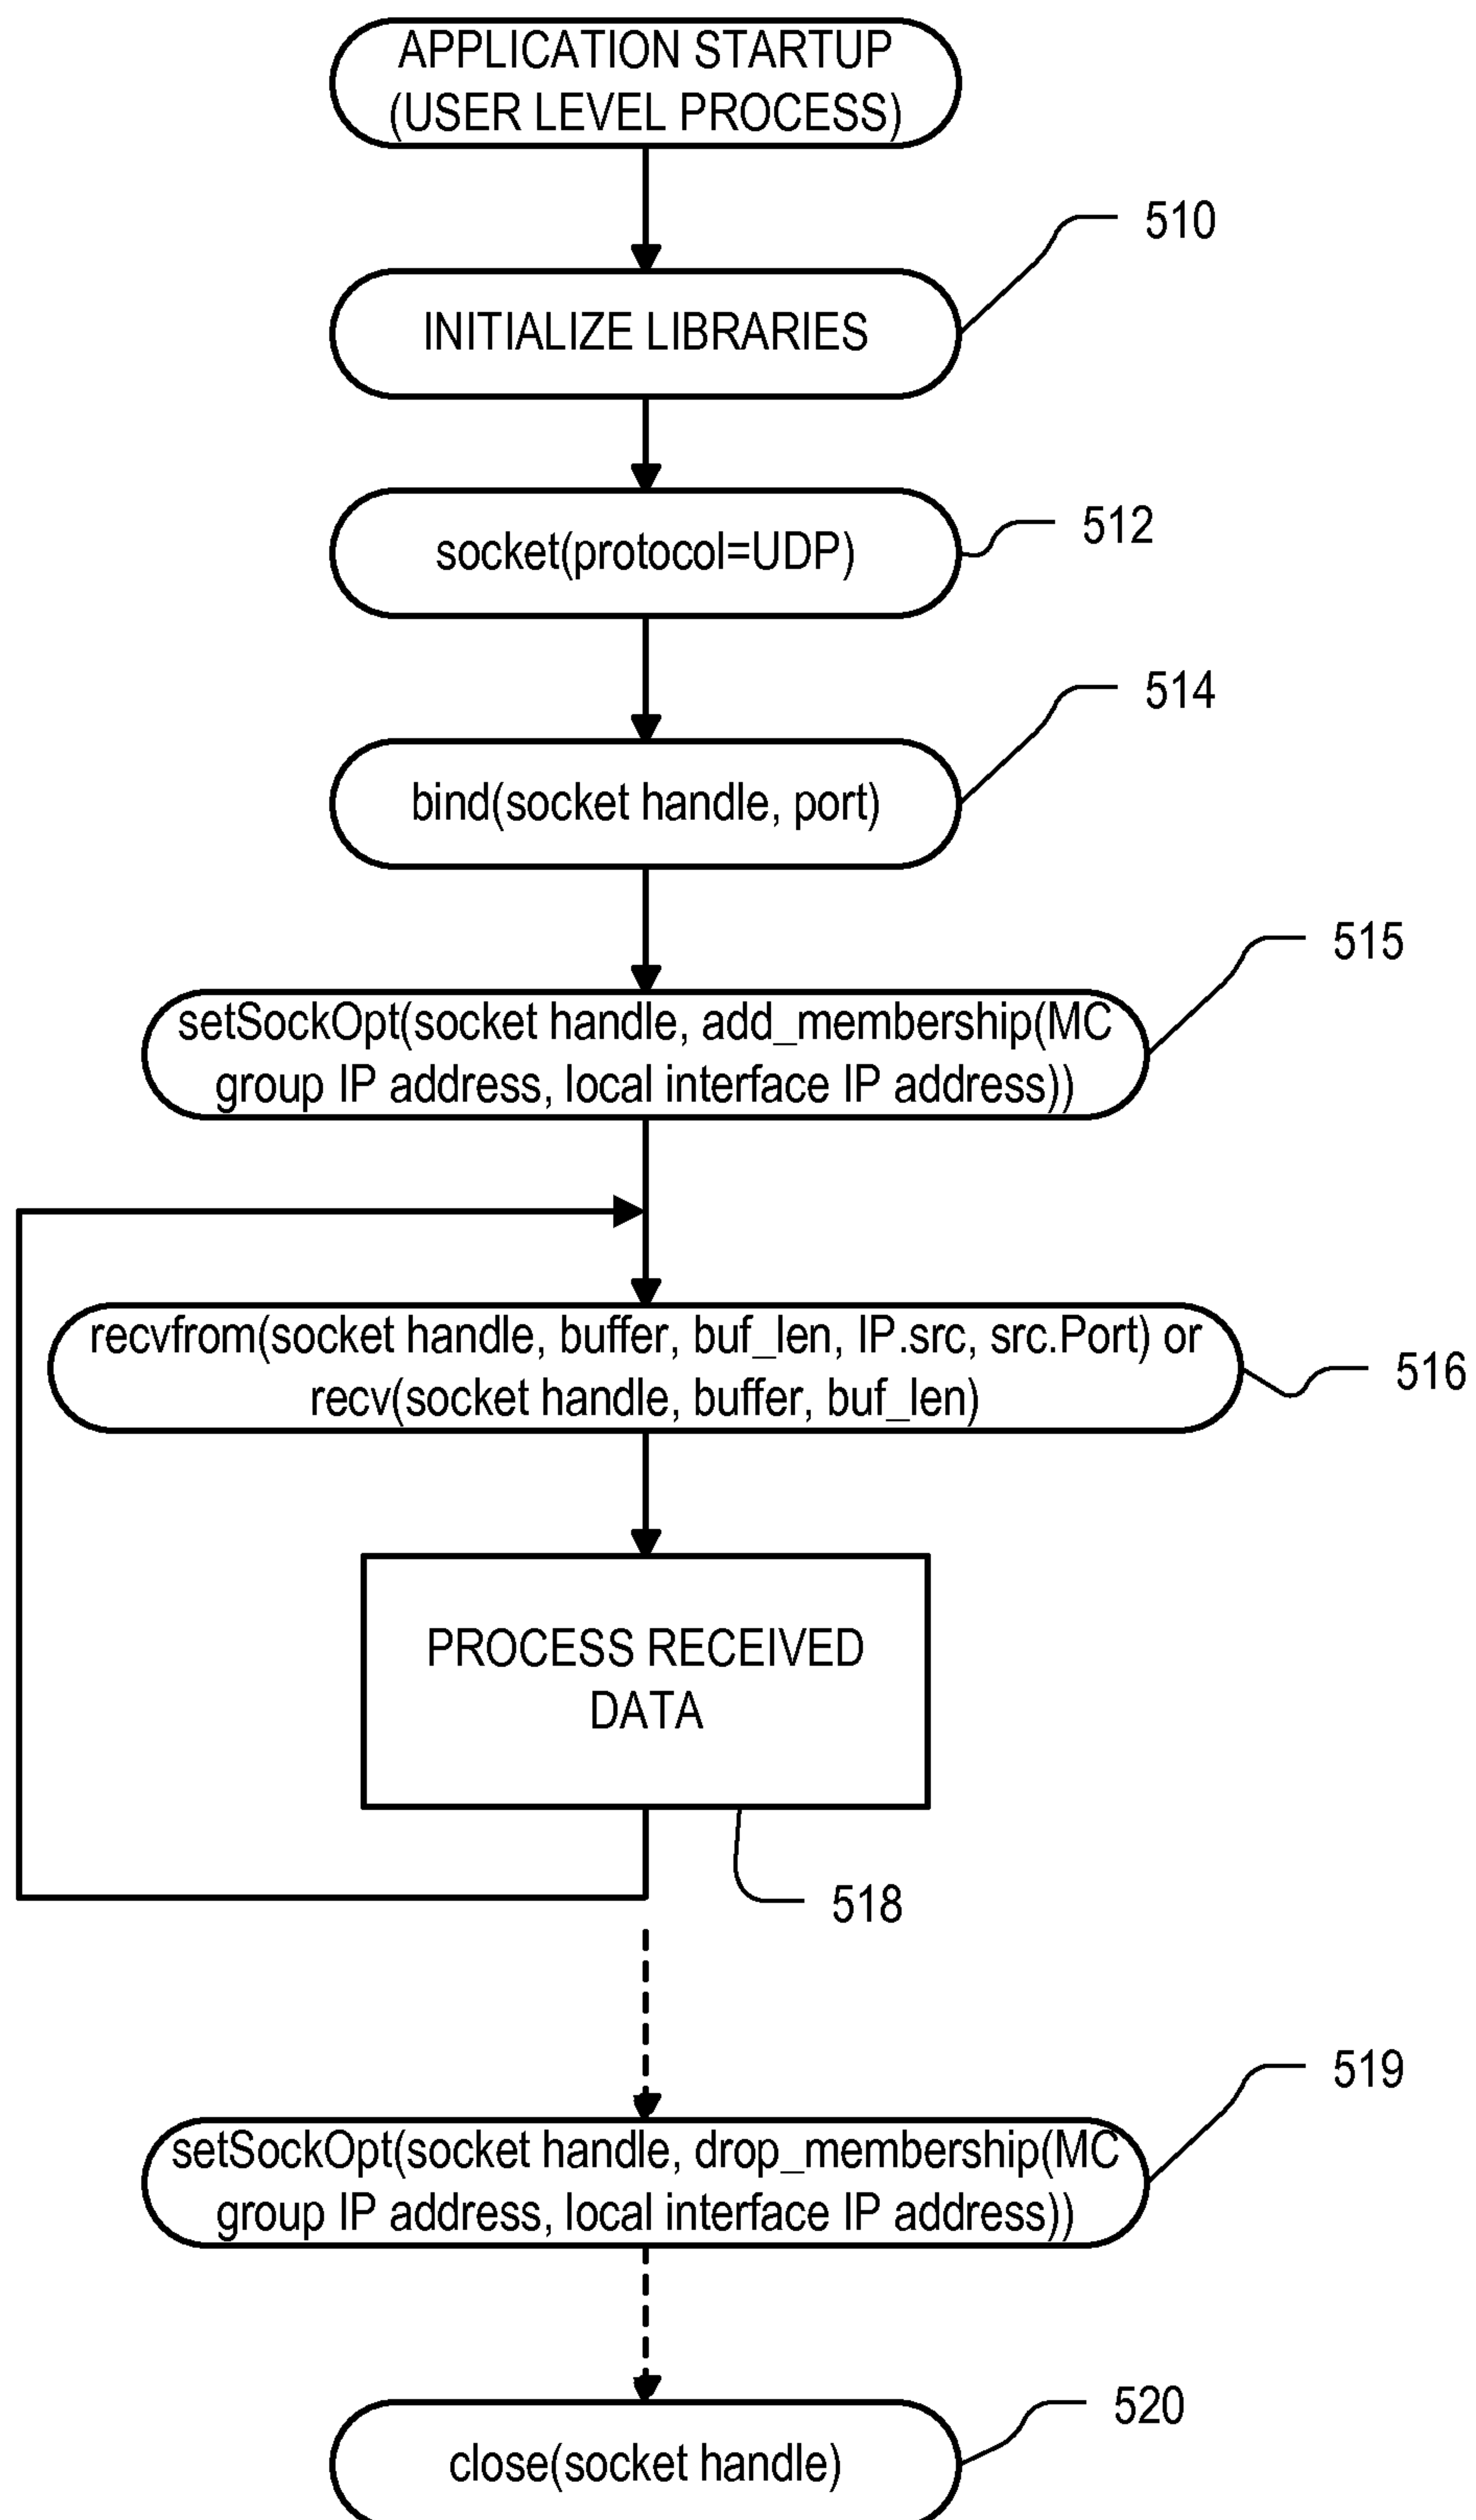 APPLICATION STARTUP
(USER LEVEL PROCESS)
510
INITIALIZE LIBRARIES
512
socket(protocol=UDP)
514
bind(socket handle, port)
515
setSockOpt(socket handle, add_membership(MC
group IP address, local interface IP address))
recvfrom(socket handle, buffer, buf_len, IP.src, src.Port) or
recv(socket handle, buffer, buf_len)
516
PROCESS RECEIVED
DATA
518
519
setSockOpt(socket handle, drop_membership(MC
group IP address, local interface IP address))
520
close(socket handle)